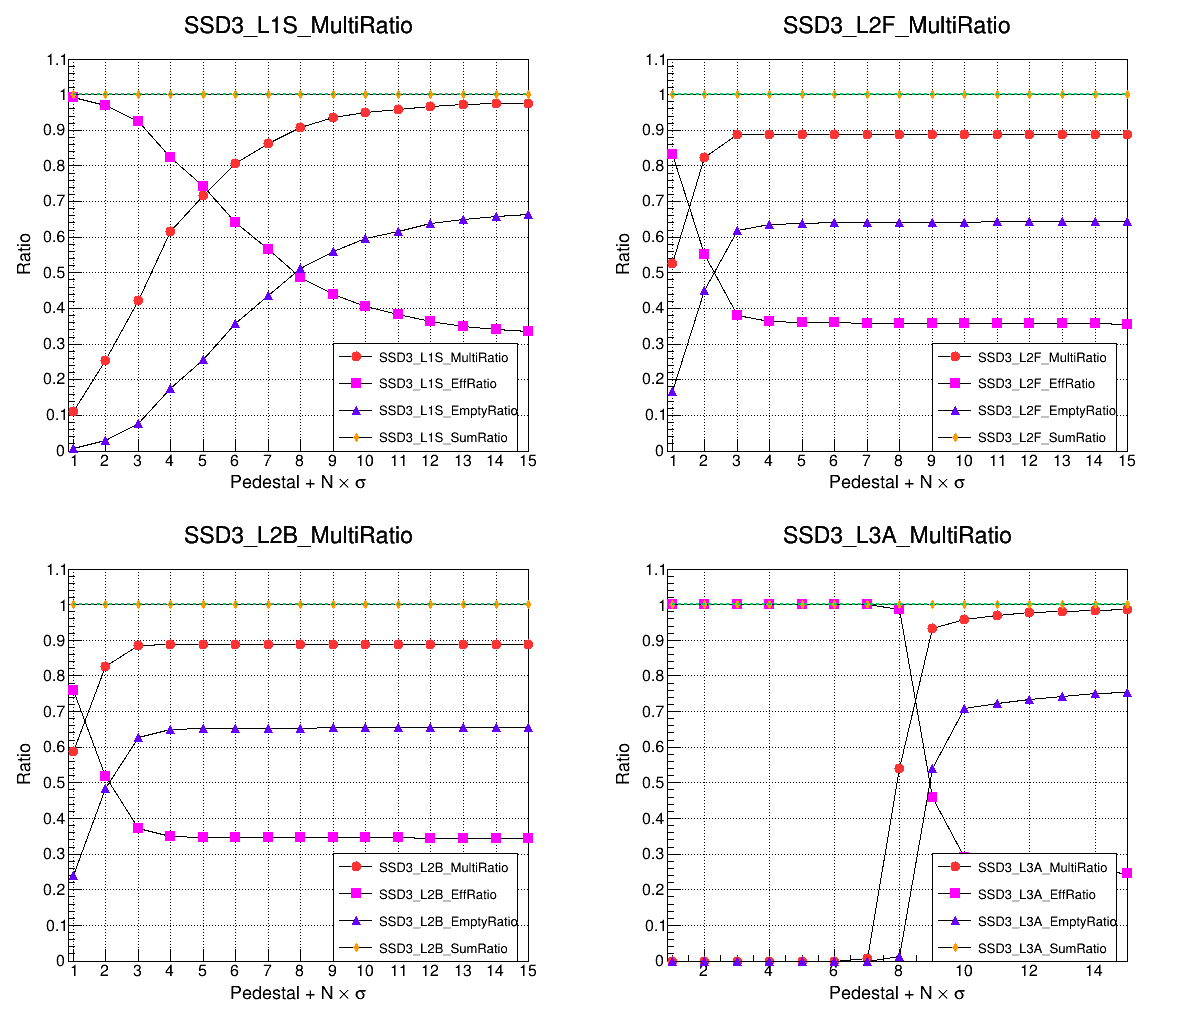 SSD3_L1S_MultiRatio
Ratio
1.1
1
0.9
0.8
0.7
0.6
0.5
0.4
0.3
0.2
0.1
0
SSD3_L1S_MultiRatio
SSD3_L1S_EffRatio
SSD3_L1S_EmptyRatio
SSD3_L1S_SumRatio
1 2 3 4 5 6 7 8 9 10 11 12 13 14 15
Pedestal + N × σ
SSD3_L2F_MultiRatio
Ratio
1.1
1
0.9
0.8
0.7
0.6
0.5
0.4
0.3
0.2
0.1
0
SSD3_L2F_MultiRatio
SSD3_L2F_EffRatio
SSD3_L2F_EmptyRatio
SSD3_L2F_SumRatio
1 2 3 4 5 6 7 8 9 10 11 12 13 14 15
Pedestal + N × σ
SSD3_L2B_MultiRatio
Ratio
1.1
1
0.9
0.8
0.7
0.6
0.5
0.4
0.3
0.2
0.1
0
SSD3_L2B_MultiRatio
SSD3_L2B_EffRatio
SSD3_L2B_EmptyRatio
SSD3_L2B_SumRatio
1 2 3 4 5 6 7 8 9 10 11 12 13 14 15
Pedestal + N × σ
SSD3_L3A_MultiRatio
Ratio
1.1
1
0.9
0.8
0.7
0.6
0.5
0.4
0.3
0.2
0.1
0
SSD3_L3A_MultiRatio
SSD3_L3A_EffRatio
SSD3_L3A_EmptyRatio
SSD3_L3A_SumRatio
2 4 6 8 10 12 14
Pedestal + N × σ